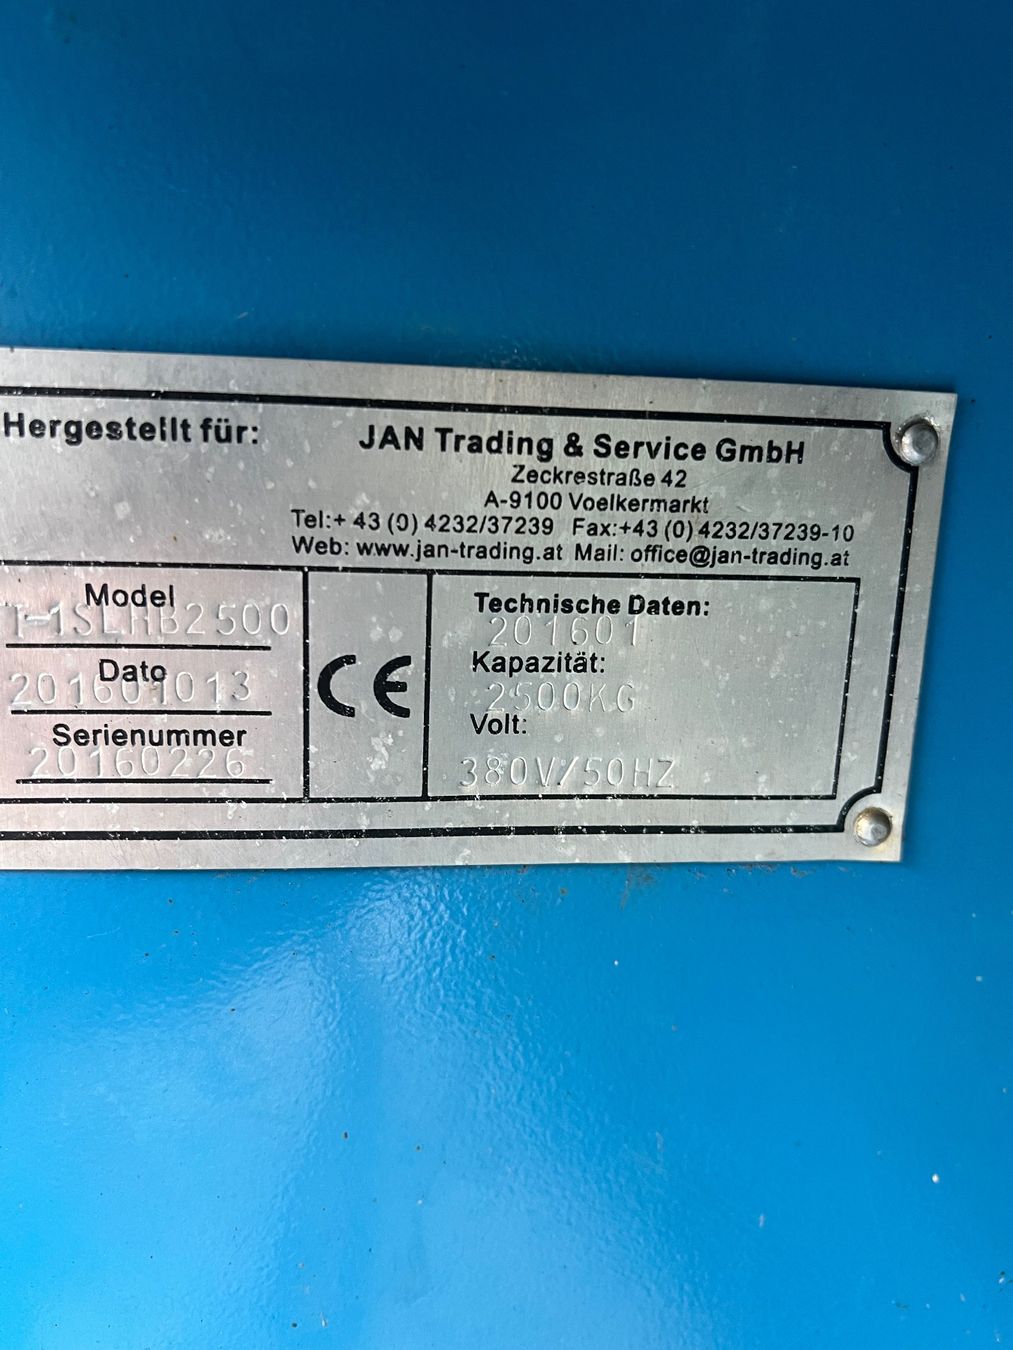 Hergestellt für:
JAN Trading & Service GmbH
Zeckrestraße 42
A-9100 Voelkermarkt
Tel:+ 43 (0) 4232/37239 Fax:+43 (0) 4232/37239-10
Web: www.jan-trading.at Mail: office@jan-trading.at
Model
T-1SLHB2500
Dato
201601013
Serienummer
20160226
CE
Technische Daten:
201601
Kapazität:
2500KG
Volt:
380V/50HZ